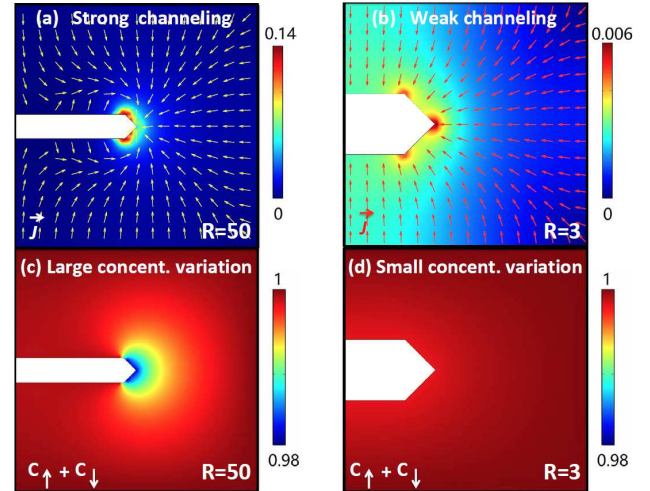 (a) Strong channeling
0.14
0
J
R=50
(b) Weak channeling
0.006
0
J
R=3
(c) Large concent. variation
1
0.98
C↑ + C↓
R=50
(d) Small concent. variation
1
0.98
C↑ + C↓
R=3